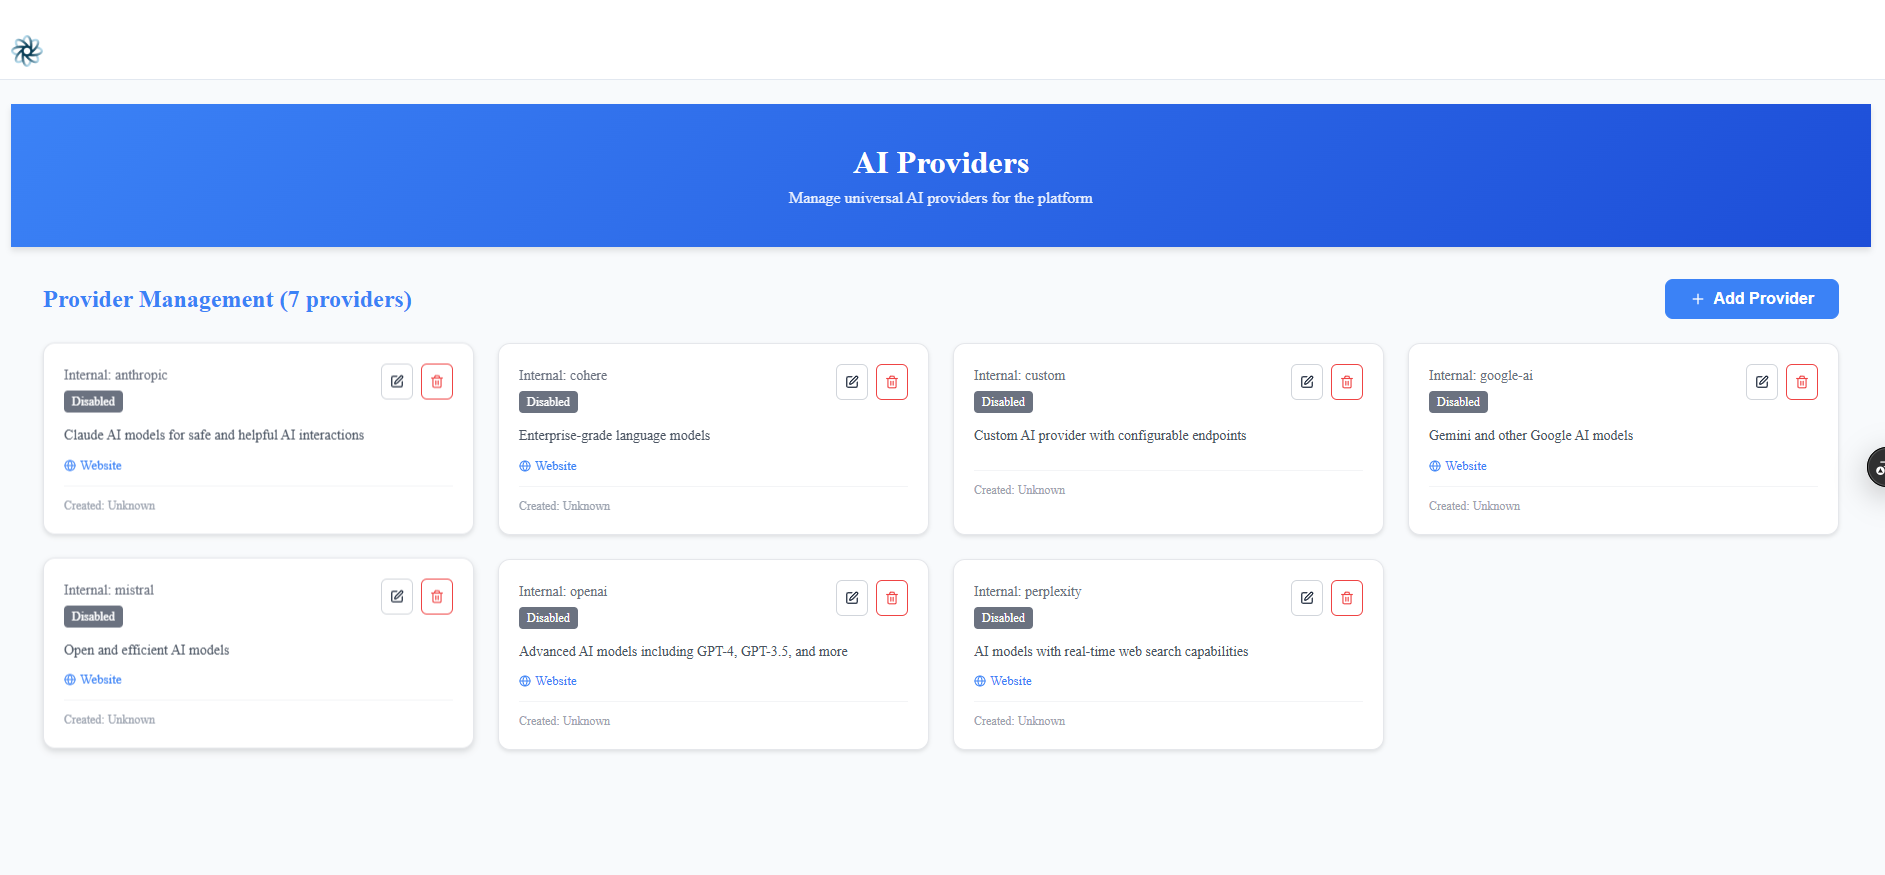 AI Providers
Manage universal AI providers for the platform
Provider Management (7 providers)
Add Provider
Internal: anthropic
Disabled
Claude AI models for safe and helpful AI interactions
Website
Created: Unknown
Internal: cohere
Disabled
Enterprise-grade language models
Website
Created: Unknown
Internal: custom
Disabled
Custom AI provider with configurable endpoints
Created: Unknown
Internal: google-ai
Disabled
Gemini and other Google AI models
Website
Created: Unknown
Internal: mistral
Disabled
Open and efficient AI models
Website
Created: Unknown
Internal: openai
Disabled
Advanced AI models including GPT-4, GPT-3.5, and more
Website
Created: Unknown
Internal: perplexity
Disabled
AI models with real-time web search capabilities
Website
Created: Unknown